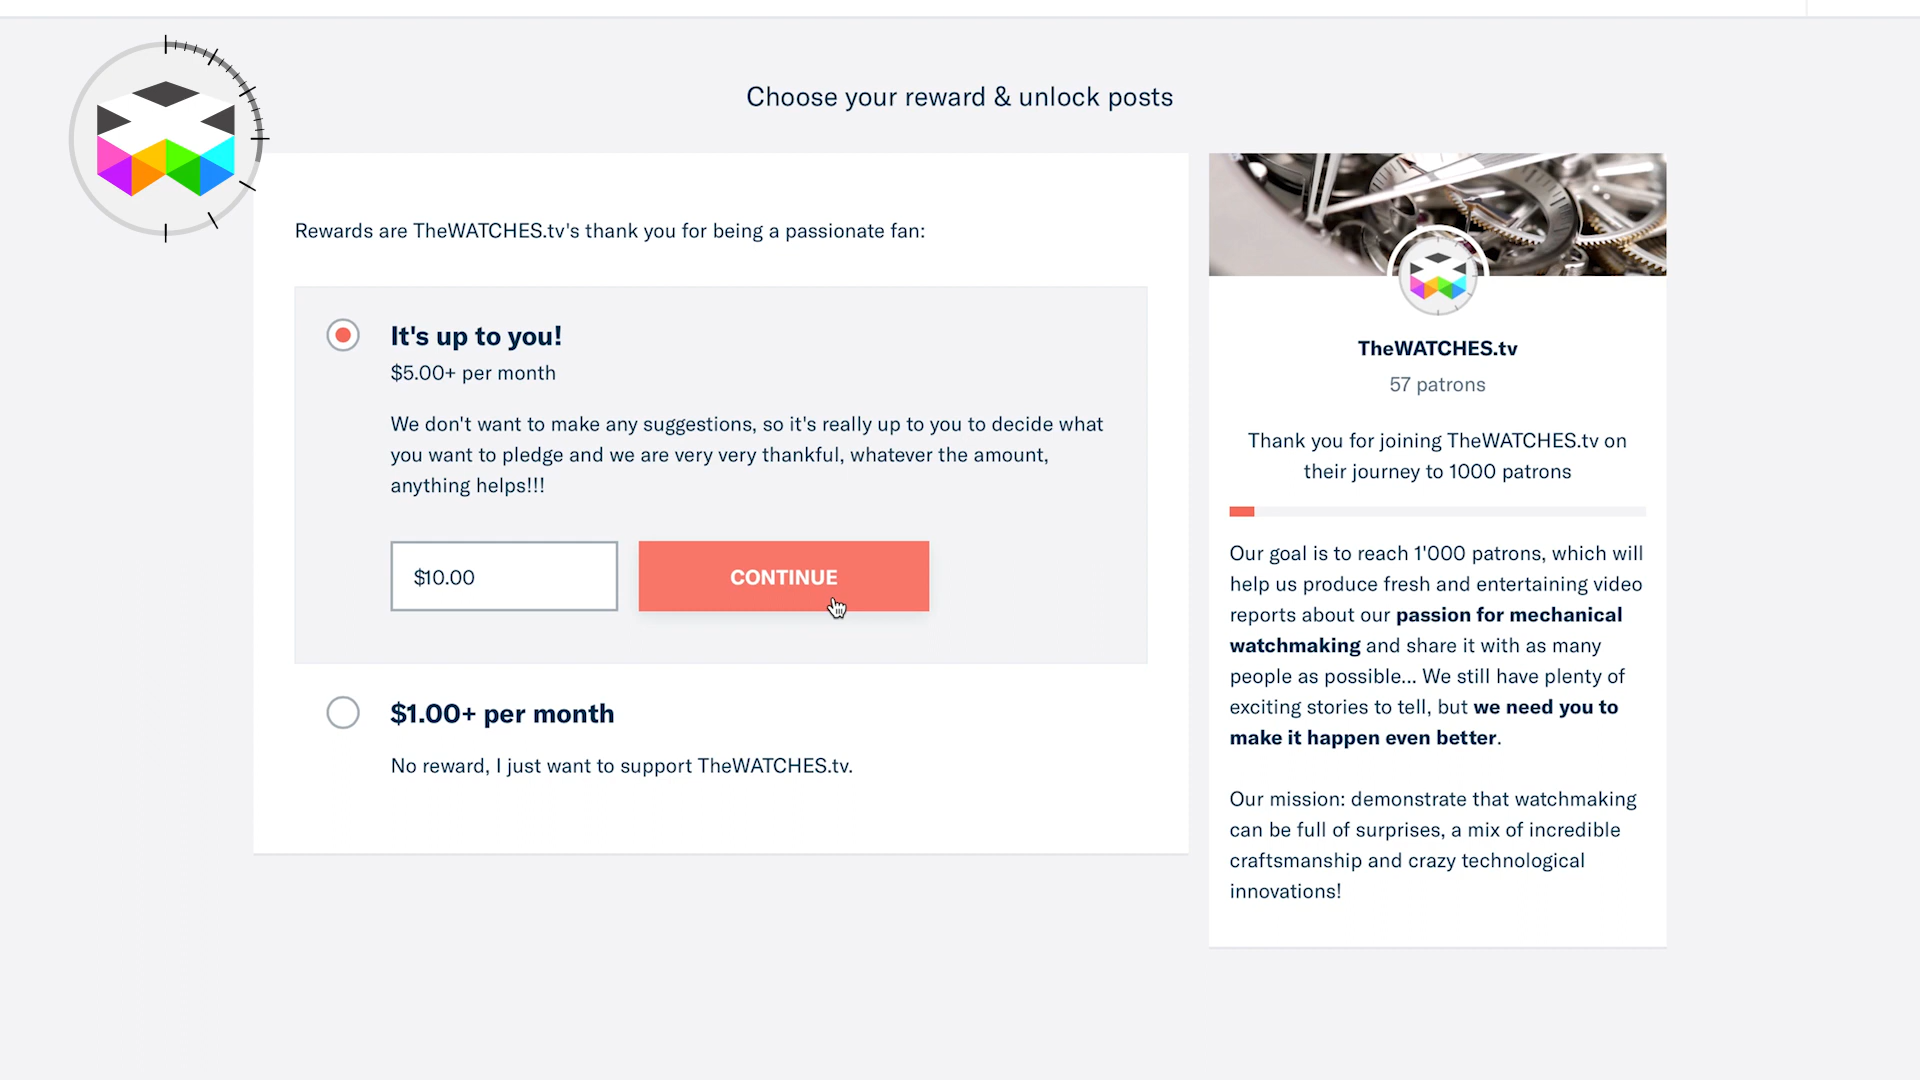 Choose your reward & unlock posts
Rewards are TheWATCHES.tv's thank you for being a passionate fan:
It's up to you!
$5.00+ per month
We don't want to make any suggestions, so it's really up to you to decide what
you want to pledge and we are very very thankful, whatever the amount,
anything helps!!!
$10.00
CONTINUE
$1.00+ per month
No reward, I just want to support TheWATCHES.tv.
TheWATCHES.tv
57 patrons
Thank you for joining TheWATCHES.tv on
their journey to 1000 patrons
Our goal is to reach 1'000 patrons, which will
help us produce fresh and entertaining video
reports about our passion for mechanical
watchmaking and share it with as many
people as possible... We still have plenty of
exciting stories to tell, but we need you to
make it happen even better.
Our mission: demonstrate that watchmaking
can be full of surprises, a mix of incredible
craftsmanship and crazy technological
innovations!